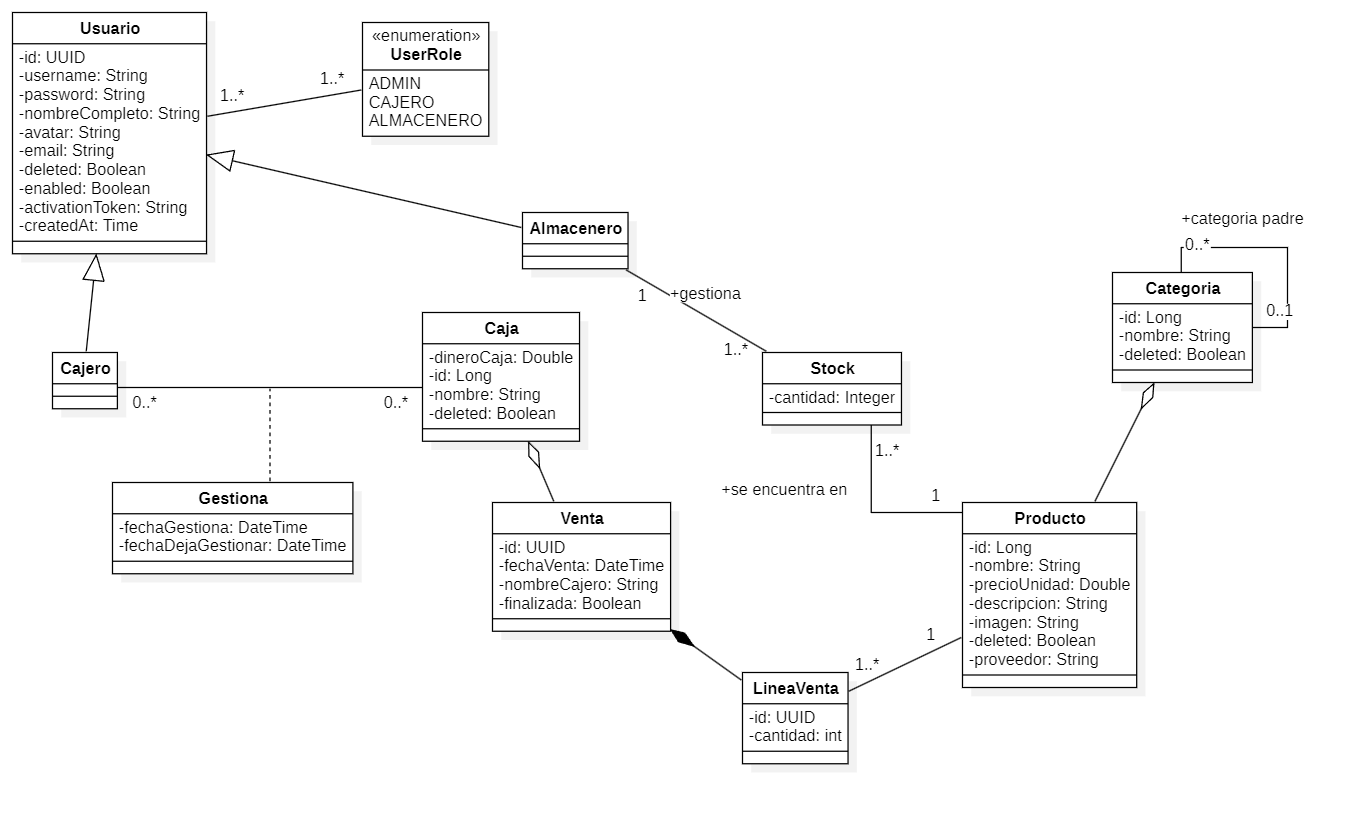 Usuario
-id: UUID
-username: String
-password: String
-nombreCompleto: String
-avatar: String
-email: String
-deleted: Boolean
-enabled: Boolean
-activationToken: String
-createdAt: Time
1..*
1..*
«enumeration»
UserRole
ADMIN
CAJERO
ALMACENERO
Almacenero
1
+gestiona
1..*
+categoria padre
0..*
0..1
Categoria
-id: Long
-nombre: String
-deleted: Boolean
Cajero
0..*
0..*
Caja
-dineroCaja: Double
-id: Long
-nombre: String
-deleted: Boolean
Stock
-cantidad: Integer
1..*
+se encuentra en
1
Gestiona
-fechaGestiona: DateTime
-fechaDejaGestionar: DateTime
Venta
-id: UUID
-fechaVenta: DateTime
-nombreCajero: String
-finalizada: Boolean
Producto
-id: Long
-nombre: String
-precioUnidad: Double
-descripcion: String
-imagen: String
-deleted: Boolean
-proveedor: String
1
1..*
LineaVenta
-id: UUID
-cantidad: int